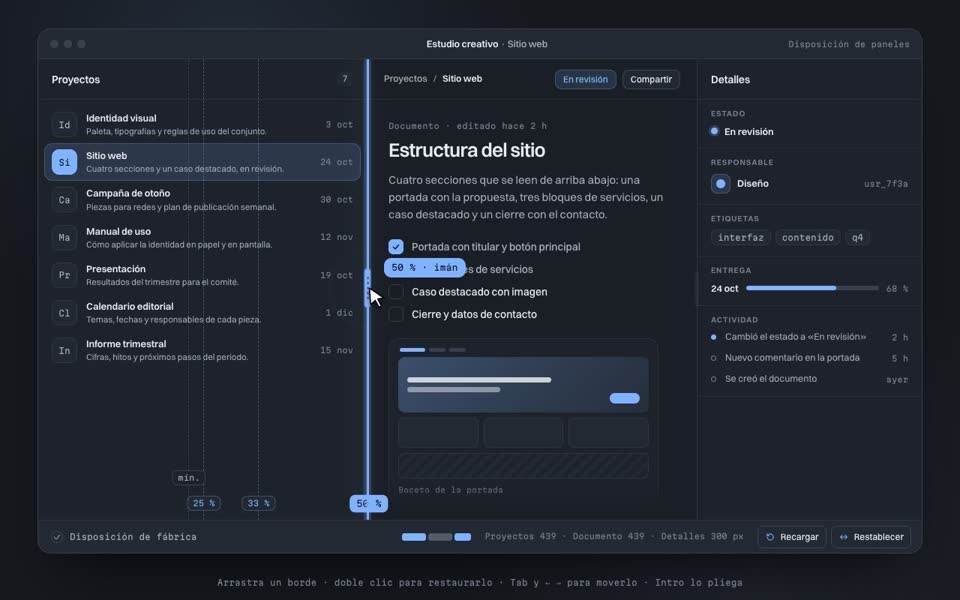 Estudio creativo · Sitio web
Disposición de paneles
Proyectos
7
Id
Identidad visual
Paleta, tipografías y reglas de uso del conjunto.
3 oct
Si
Sitio web
Cuatro secciones y un caso destacado, en revisión.
24 oct
Ca
Campaña de otoño
Piezas para redes y plan de publicación semanal.
30 oct
Ma
Manual de uso
Cómo aplicar la identidad en papel y en pantalla.
12 nov
Pr
Presentación
Resultados del trimestre para el comité.
19 oct
Cl
Calendario editorial
Temas, fechas y responsables de cada pieza.
1 dic
In
Informe trimestral
Cifras, hitos y próximos pasos del periodo.
15 nov
mín.
25 %
33 %
50 %
Proyectos / Sitio web
En revisión
Compartir
Documento · editado hace 2 h
Estructura del sitio
Cuatro secciones que se leen de arriba abajo: una
portada con la propuesta, tres bloques de servicios, un
caso destacado y un cierre con el contacto.
Portada con titular y botón principal
50 % · imán
de servicios
Caso destacado con imagen
Cierre y datos de contacto
Boceto de la portada
Detalles
ESTADO
En revisión
RESPONSABLE
Diseño
usr_7f3a
ETIQUETAS
interfaz
contenido
q4
ENTREGA
24 oct
68 %
ACTIVIDAD
Cambió el estado a «En revisión»
2 h
Nuevo comentario en la portada
5 h
Se creó el documento
ayer
Disposición de fábrica
Proyectos 439 · Documento 439 · Detalles 300 px
Recargar
Restablecer
Arrastra un borde · doble clic para restaurarlo · Tab y ← → para moverlo · Intro lo pliega